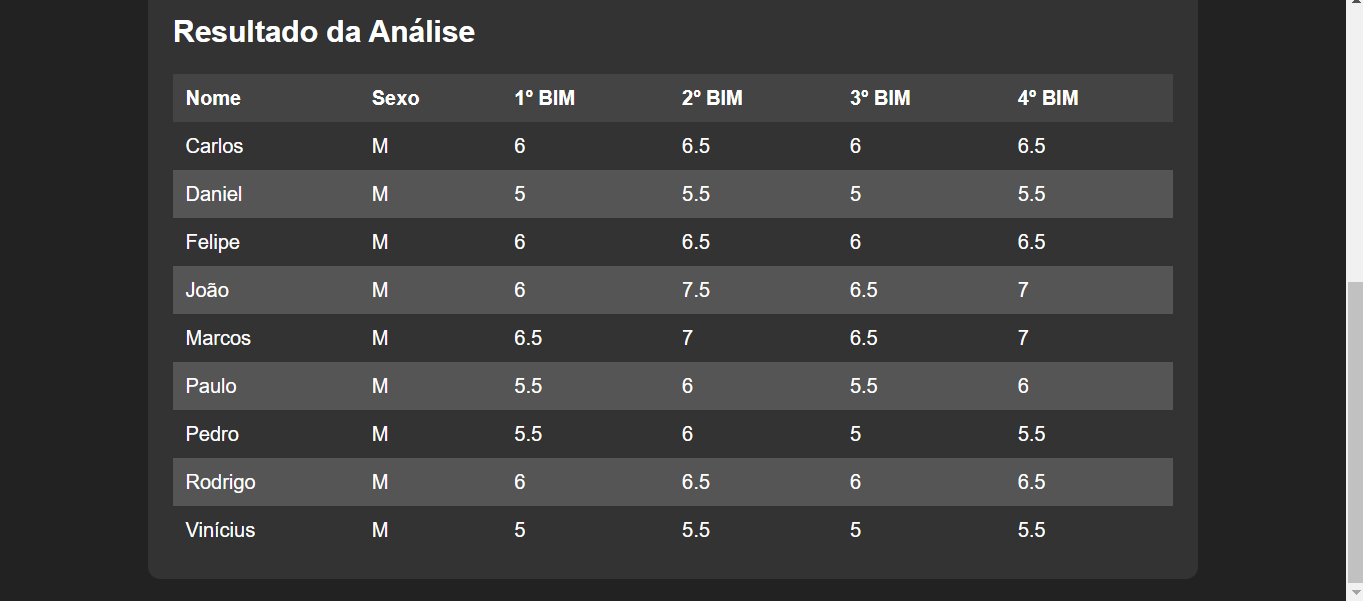 Resultado da Análise
Nome Sexo 1º BIM 2º BIM 3º BIM 4º BIM
Carlos M 6 6.5 6 6.5
Daniel M 5 5.5 5 5.5
Felipe M 6 6.5 6 6.5
João M 6 7.5 6.5 7
Marcos M 6.5 7 6.5 7
Paulo M 5.5 6 5.5 6
Pedro M 5.5 6 5 5.5
Rodrigo M 6 6.5 6 6.5
Vinícius M 5 5.5 5 5.5